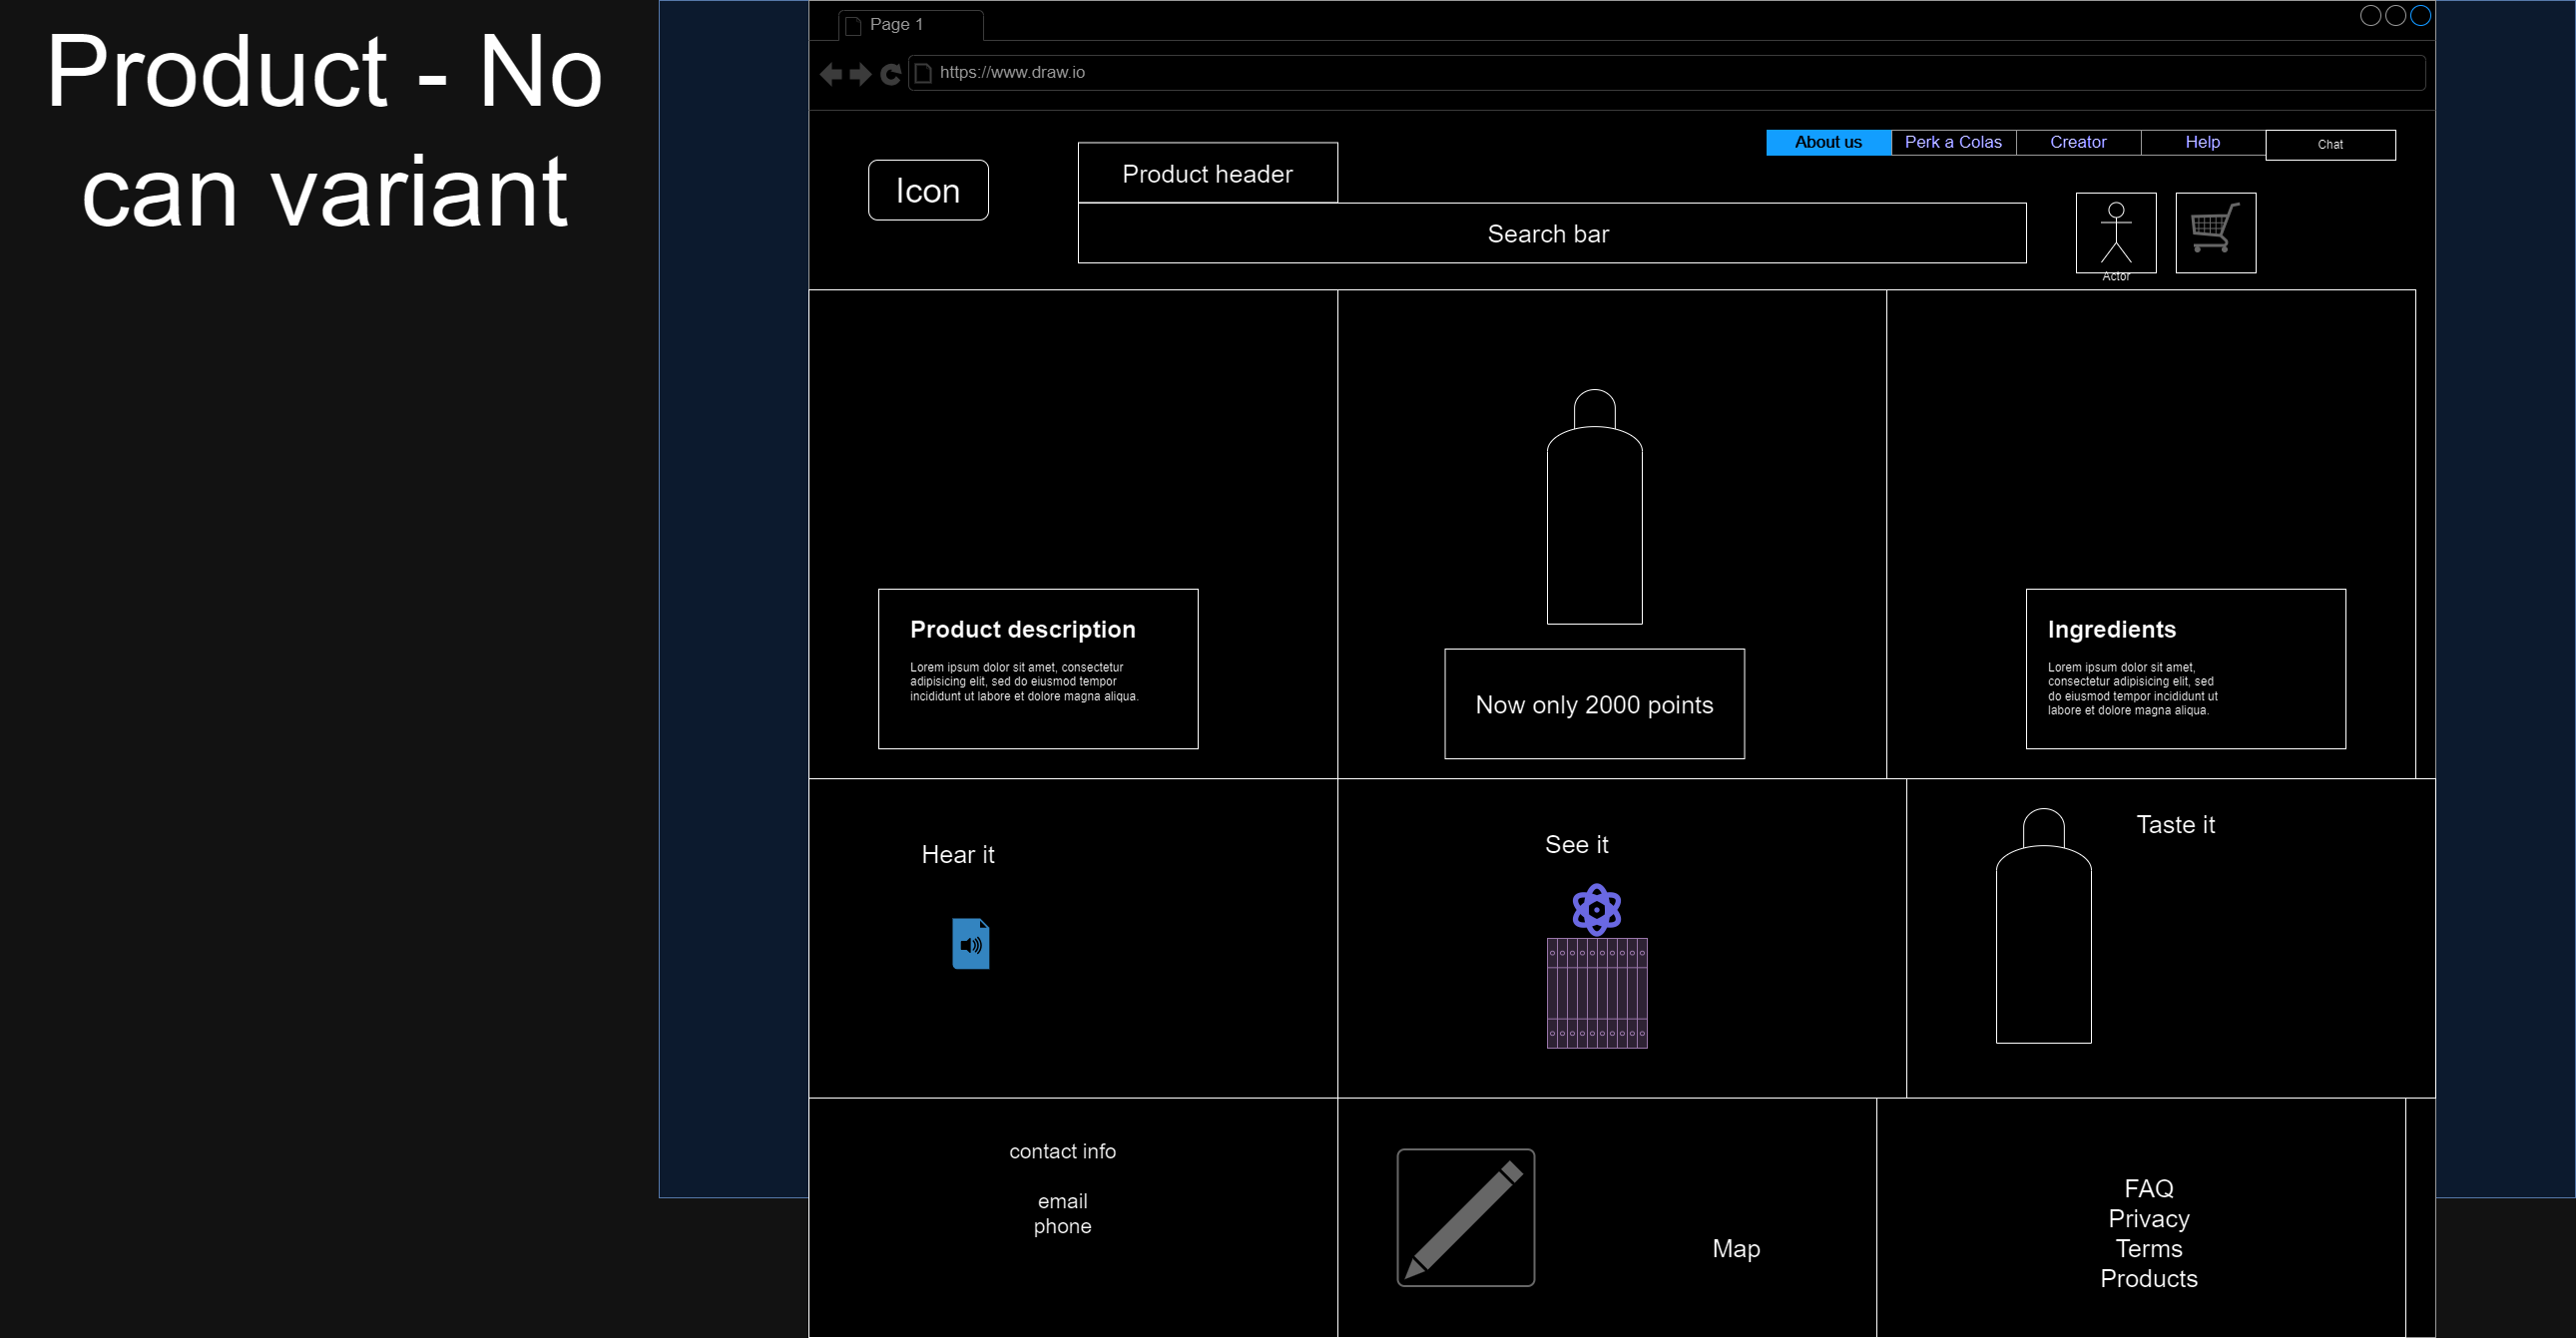 Product - No
can variant
Page 1
https://www.draw.io
About us
Perk a Colas
Creator
Help
Chat
Icon
Product header
Search bar
Actor
Product description
Lorem ipsum dolor sit amet, consectetur
adipisicing elit, sed do eiusmod tempor
incididunt ut labore et dolore magna aliqua.
Now only 2000 points
Ingredients
Lorem ipsum dolor sit amet,
consectetur adipisicing elit, sed
do eiusmod tempor incididunt ut
labore et dolore magna aliqua.
Hear it
See it
Taste it
contact info
email
phone
Map
FAQ
Privacy
Terms
Products